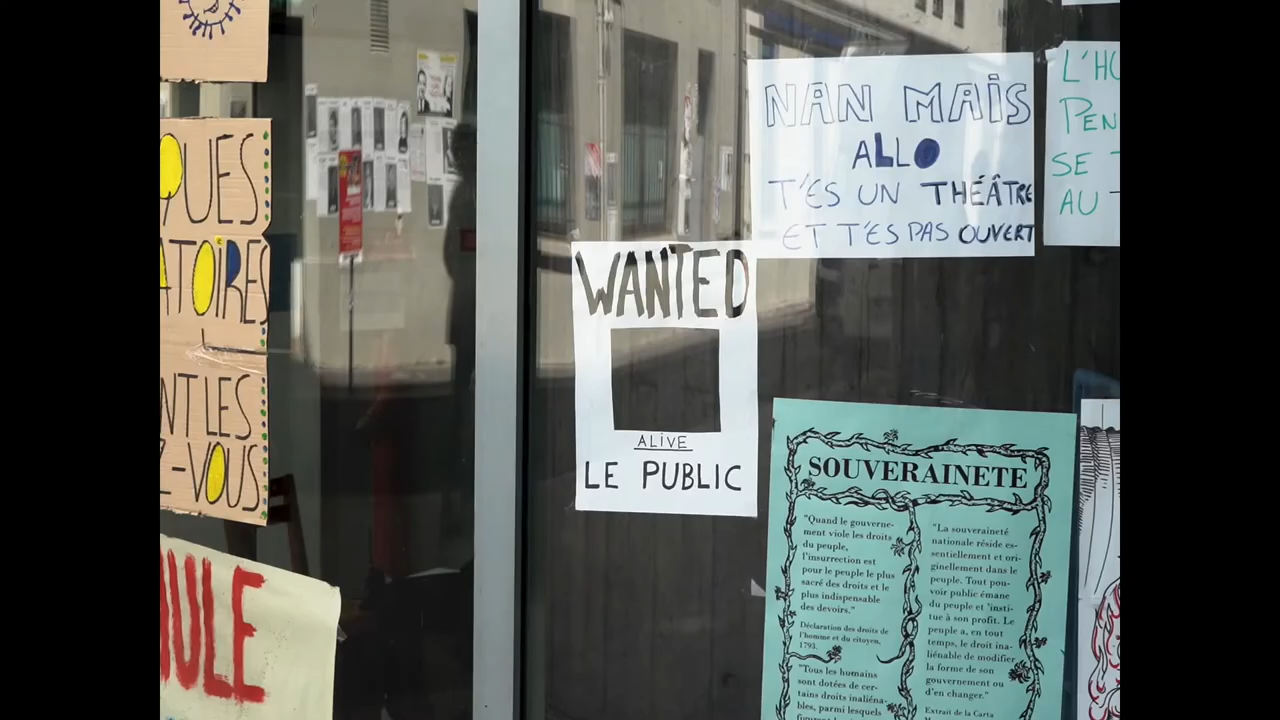 QUES
ATOIRES
NT LES
Z-VOUS
ULE
WANTED
ALIVE
LE PUBLIC
NAN MAIS
ALLO
T'ES UN THÉÂTRE
ET T'ES PAS OUVERT
L'HU
PEN
SE
AU
SOUVERAINETE
"Quand le gouverne-
ment viole les droits
du peuple,
l'insurrection est
pour le peuple le plus
sacré des droits et le
plus indispensable
des devoirs."
Déclaration des droits de
l'homme et du citoyen,
1793.
"Tous les humains
sont dotées de cer-
tains droits inaliéna-
bles, parmi lesquels
"La souveraineté
nationale réside es-
sentiellement et ori-
ginellement dans le
peuple. Tout pou-
voir public émane
du peuple et 'insti-
tue à son profit. Le
peuple a, en tout
temps, le droit ina-
liénable de modifier
la forme de son
gouvernement ou
d'en changer."
Extrait de la Carta